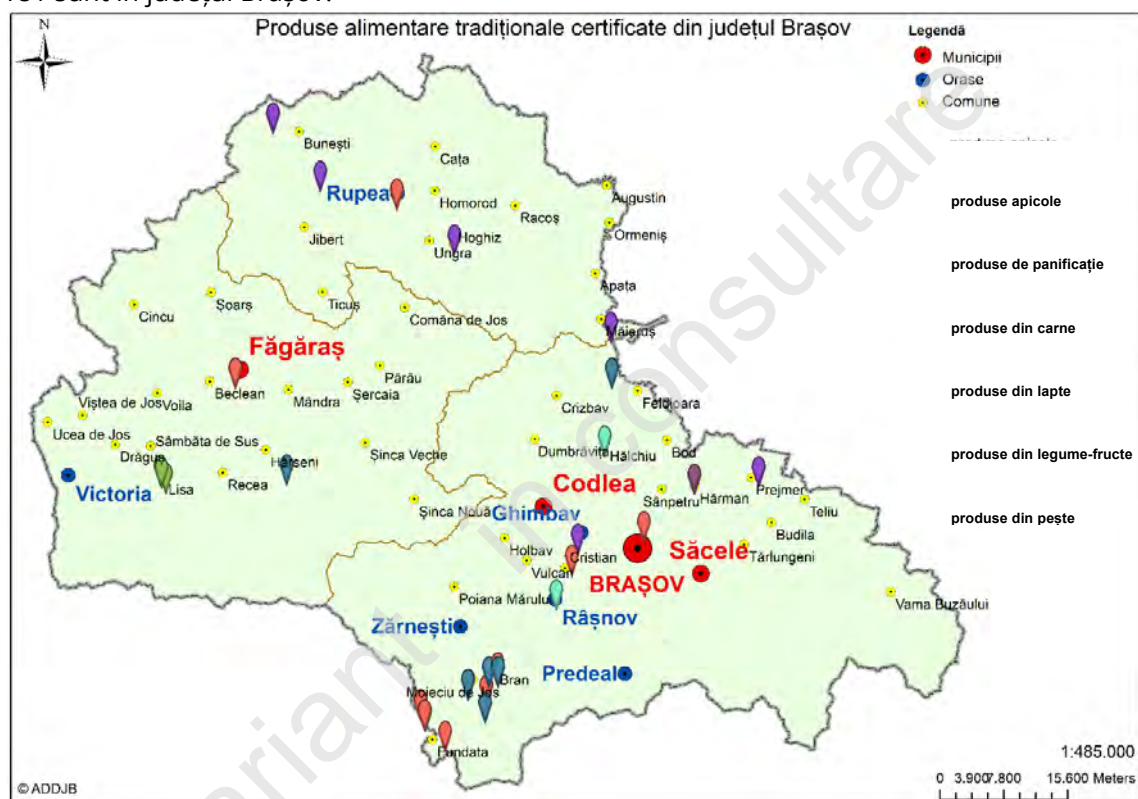 Produse alimentare tradiționale certificate din județul Brașov
N
Legendă
Municipii
Orase
Comune
produse apicole
produse de panificație
produse din carne
produse din lapte
produse din legume-fructe
produse din pește
Bunești
Cața
Rupea
Homorod
Racoș
Augustin
Ormeniș
Hoghiz
Jibert
Ungra
Apața
Cincu
Șoarș
Ticuș
Comăna de Jos
Măieruș
Făgăraș
Părău
Beclean
Mândra
Șercaia
Viștea de Jos
Voila
Crizbav
Feldioara
Ucea de Jos
Sâmbăta de Sus
Drăguș
Hârseni
Șinca Veche
Dumbrăvița
Hălchiu
Bod
Victoria
Lisa
Recea
Codlea
Sânpetru
Hărman
Prejmer
Teliu
Șinca Nouă
Ghimbav
Budila
Holbav
Cristian
Săcele
Tărlungeni
Vulcan
BRAȘOV
Poiana Mărului
Vama Buzăului
Râșnov
Zărnești
Predeal
Bran
Moieciu de Jos
Fundata
1:485.000
0 3.900 7.800 15.600 Meters
© ADDJB
variant in consultare